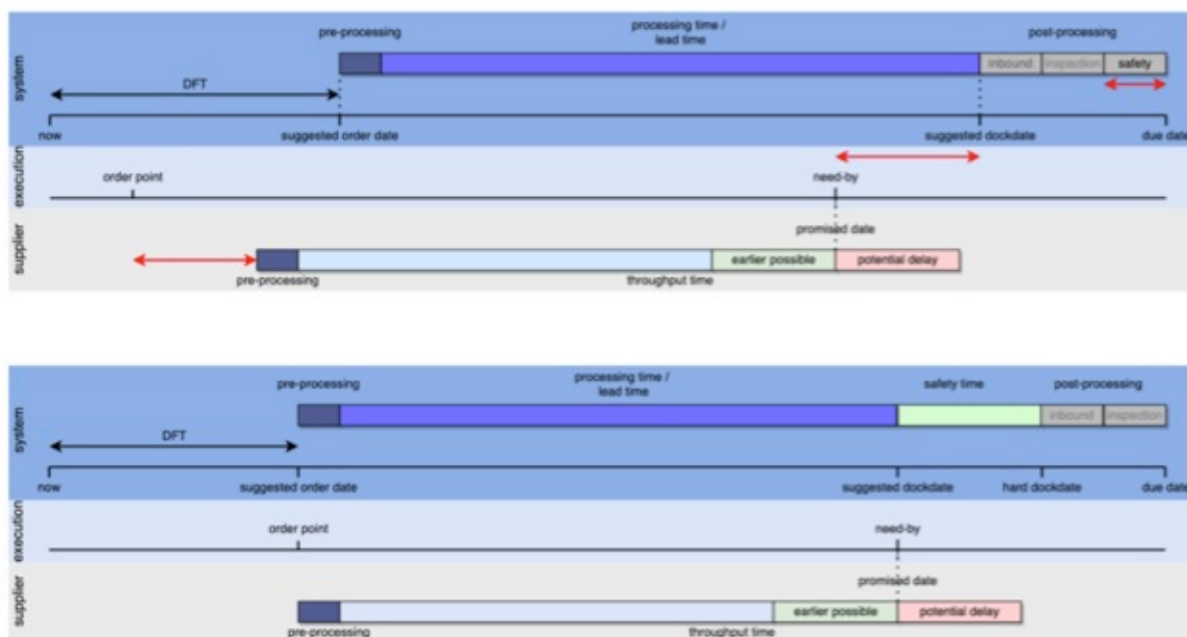 pre-processing
processing time /
lead time
post-processing
system
inbound
inspection
safety
DFT
now
suggested order date
suggested dockdate
due date
execution
order point
need-by
supplier
promised date
earlier possible
potential delay
pre-processing
throughput time
pre-processing
processing time /
lead time
safety time
post-processing
system
inbound
inspection
DFT
now
suggested order date
suggested dockdate
hard dockdate
due date
execution
order point
need-by
supplier
promised date
earlier possible
potential delay
pre-processing
throughput time